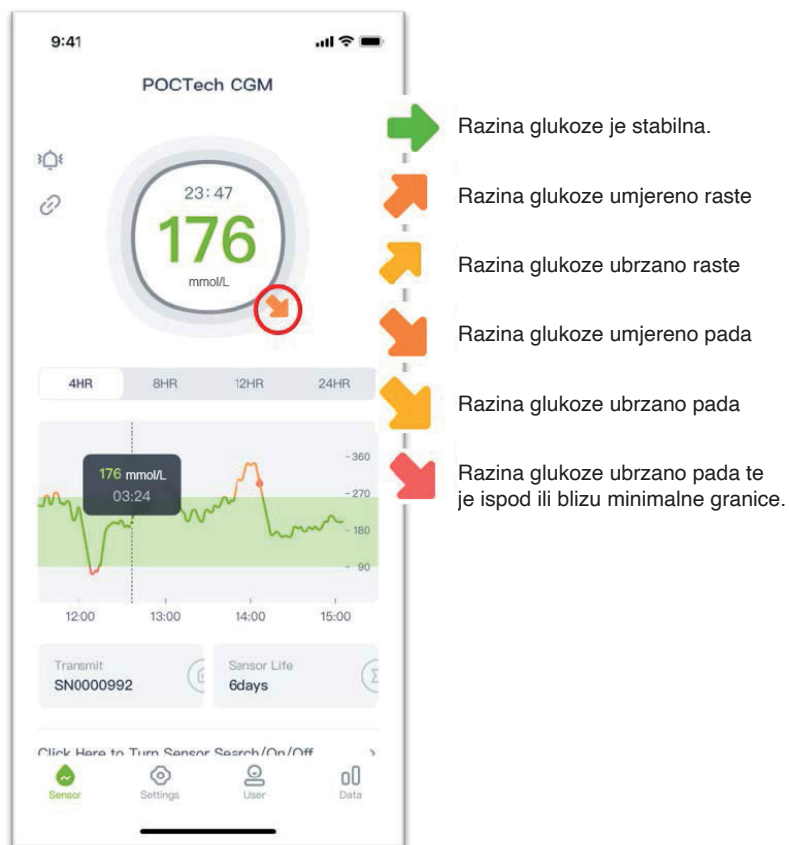 9:41
POCTech CGM
23:47
176
mmol/L
4HR 8HR 12HR 24HR
176 mmol/L
03:24
- 360
- 270
- 180
- 90
12:00 13:00 14:00 15:00
Transmit
SN0000992
Sensor Life
6days
Click Here to Turn Sensor Search/On/Off >
Sensor Settings User Data
Razina glukoze je stabilna.
Razina glukoze umjereno raste
Razina glukoze ubrzano raste
Razina glukoze umjereno pada
Razina glukoze ubrzano pada
Razina glukoze ubrzano pada te
je ispod ili blizu minimalne granice.